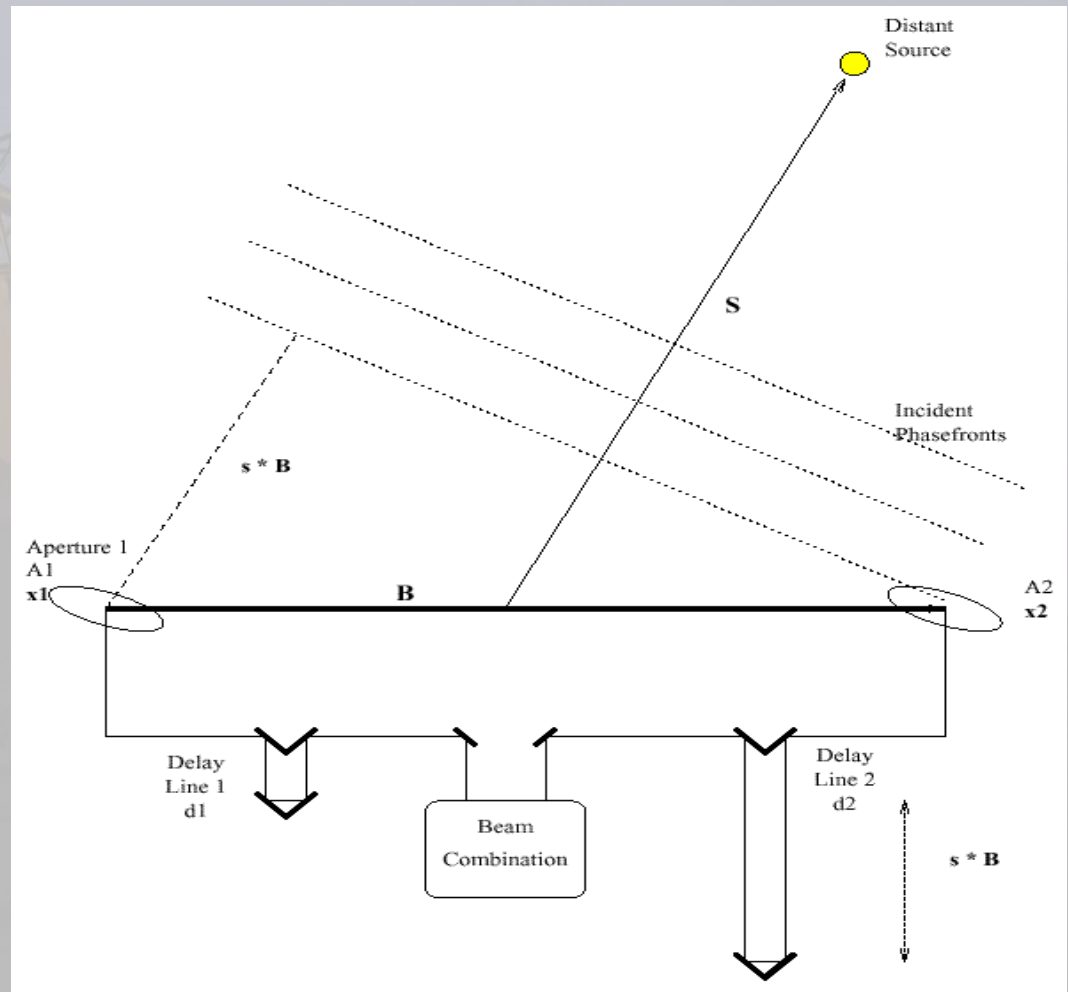 Distant
Source
S
Incident
Phasefronts
s * B
Aperture 1
A1
x1
B
A2
x2
Delay
Line 1
d1
Delay
Line 2
d2
Beam
Combination
s * B